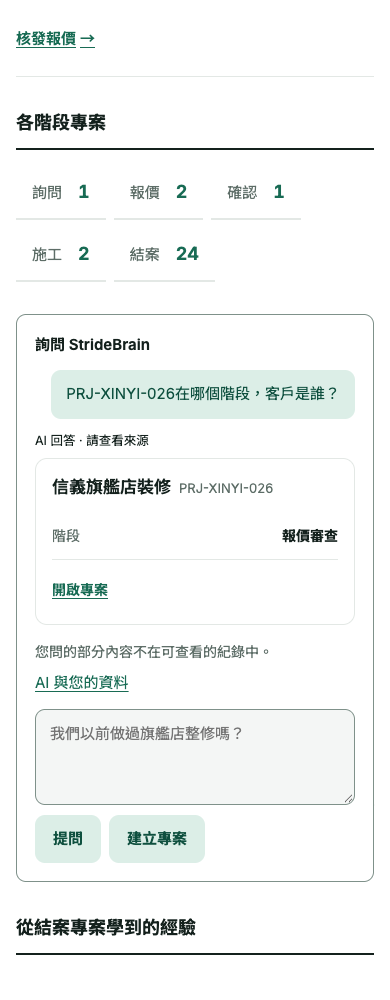 核發報價 →
各階段專案
詢問 1 報價 2 確認 1
施工 2 結案 24
詢問 StrideBrain
PRJ-XINYI-026在哪個階段，客戶是誰？
AI 回答 · 請查看來源
信義旗艦店裝修 PRJ-XINYI-026
階段 報價審查
開啟專案
您問的部分內容不在可查看的紀錄中。
AI 與您的資料
我們以前做過旗艦店整修嗎？
提問 建立專案
從結案專案學到的經驗